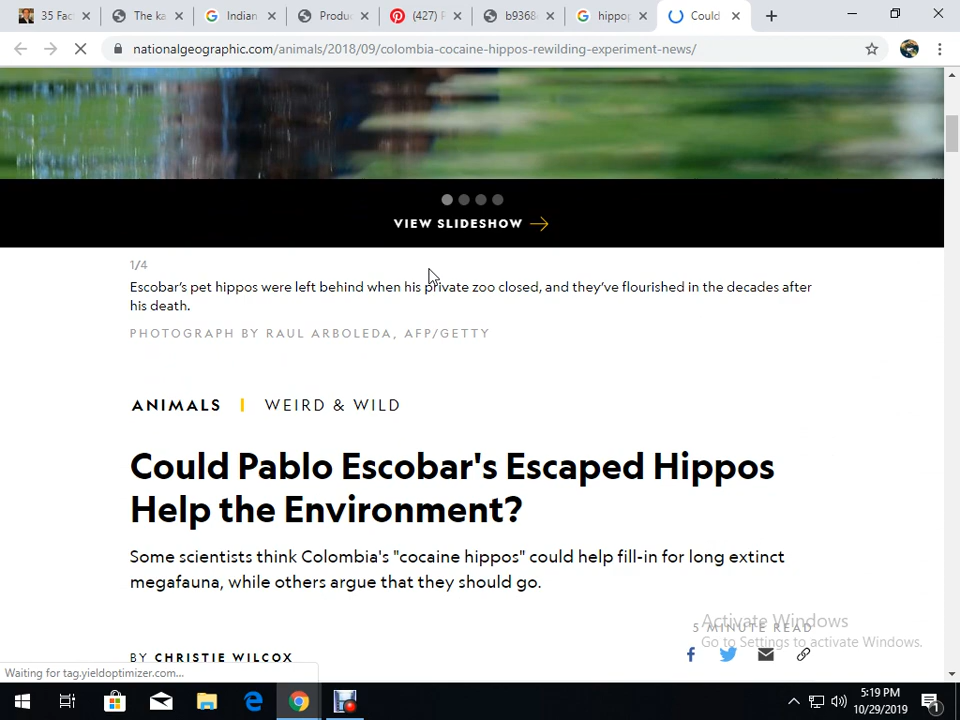 35 Fac
The ka
Indian
Produc
(427) P
b9368
hippop
Could
nationalgeographic.com/animals/2018/09/colombia-cocaine-hippos-rewilding-experiment-news/
VIEW SLIDESHOW
1/4
Escobar's pet hippos were left behind when his private zoo closed, and they've flourished in the decades after
his death.
PHOTOGRAPH BY RAUL ARBOLEDA, AFP/GETTY
ANIMALS | WEIRD & WILD
Could Pablo Escobar's Escaped Hippos
Help the Environment?
Some scientists think Colombia's "cocaine hippos" could help fill-in for long extinct
megafauna, while others argue that they should go.
Activate Windows
5 MINUTE READ
Go to Settings to activate Windows.
BY CHRISTIE WILCOX
Waiting for tag.yieldoptimizer.com...
5:19 PM
10/29/2019
1